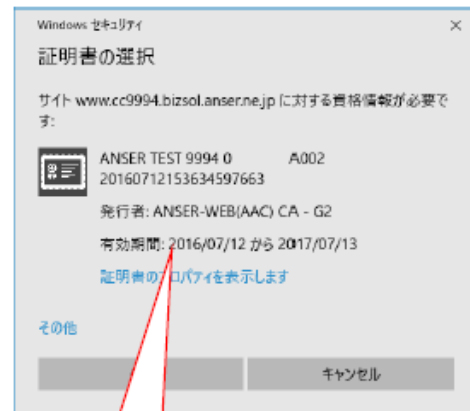 Windows セキュリティ
証明書の選択
サイト www.cc9994.bizsol.anser.ne.jp に対する資格情報が必要で
す:
ANSER TEST 9994 0 A002
20160712153634597663
発行者: ANSER-WEB(AAC) CA - G2
有効期間: 2016/07/12 から 2017/07/13
証明書のプロパティを表示します
その他
キャンセル